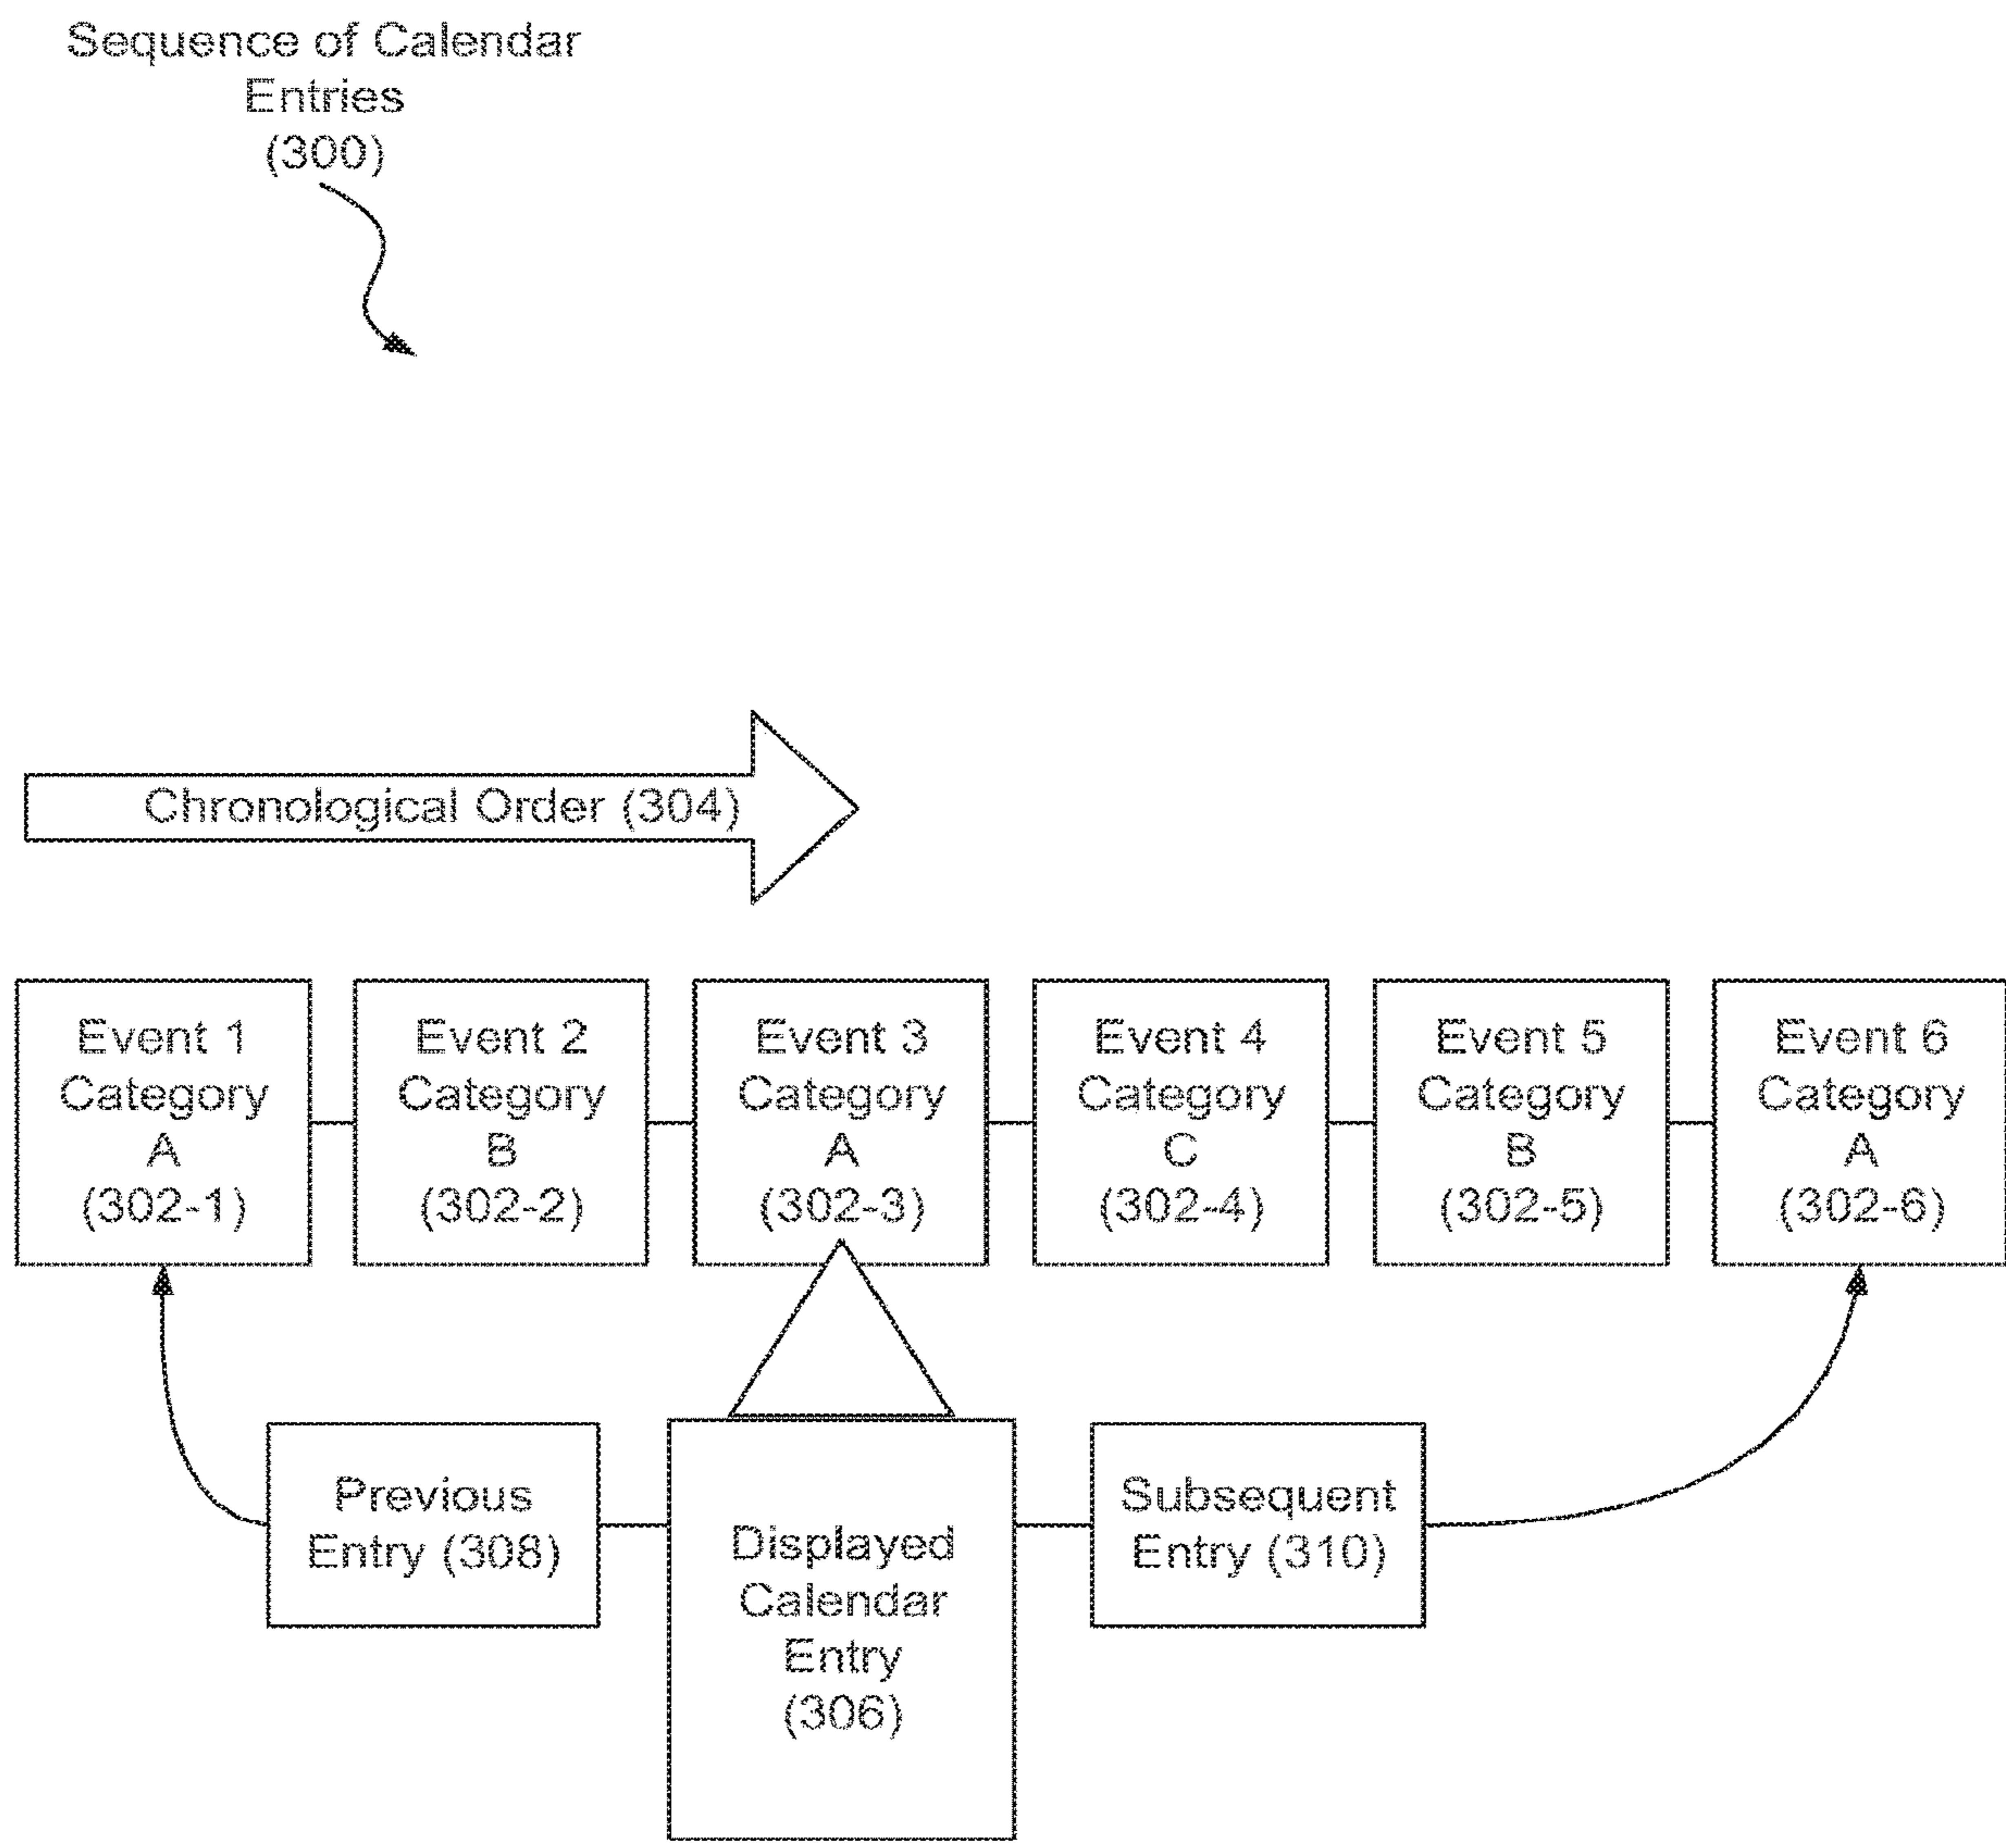 Sequence of Calendar
Entries
(300)
Chronological Order (304)
Event 1
Category
A
(302-1)
Event 2
Category
B
(302-2)
Event 3
Category
A
(302-3)
Event 4
Category
C
(302-4)
Event 5
Category
B
(302-5)
Event 6
Category
A
(302-6)
Previous
Entry (308)
Displayed
Calendar
Entry
(306)
Subsequent
Entry (310)